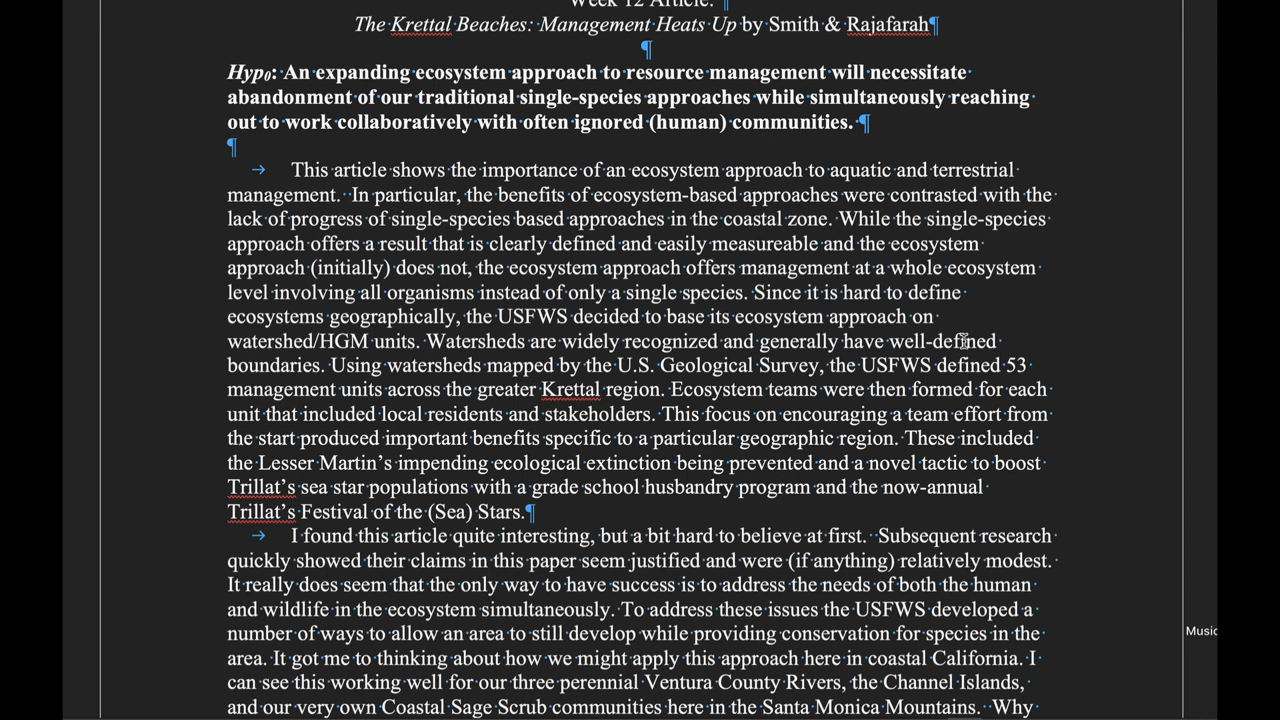 Week 12 Article:
The Krettal Beaches: Management Heats Up by Smith & Rajafarah
Hyp0: An expanding ecosystem approach to resource management will necessitate
abandonment of our traditional single-species approaches while simultaneously reaching
out to work collaboratively with often ignored (human) communities.
This article shows the importance of an ecosystem approach to aquatic and terrestrial
management. In particular, the benefits of ecosystem-based approaches were contrasted with the
lack of progress of single-species based approaches in the coastal zone. While the single-species
approach offers a result that is clearly defined and easily measureable and the ecosystem
approach (initially) does not, the ecosystem approach offers management at a whole ecosystem
level involving all organisms instead of only a single species. Since it is hard to define
ecosystems geographically, the USFWS decided to base its ecosystem approach on
watershed/HGM units. Watersheds are widely recognized and generally have well-defined
boundaries. Using watersheds mapped by the U.S. Geological Survey, the USFWS defined 53
management units across the greater Krettal region. Ecosystem teams were then formed for each
unit that included local residents and stakeholders. This focus on encouraging a team effort from
the start produced important benefits specific to a particular geographic region. These included
the Lesser Martin’s impending ecological extinction being prevented and a novel tactic to boost
Trillat’s sea star populations with a grade school husbandry program and the now-annual
Trillat’s Festival of the (Sea) Stars.
I found this article quite interesting, but a bit hard to believe at first. Subsequent research
quickly showed their claims in this paper seem justified and were (if anything) relatively modest.
It really does seem that the only way to have success is to address the needs of both the human
and wildlife in the ecosystem simultaneously. To address these issues the USFWS developed a
number of ways to allow an area to still develop while providing conservation for species in the
area. It got me to thinking about how we might apply this approach here in coastal California. I
can see this working well for our three perennial Ventura County Rivers, the Channel Islands,
and our very own Coastal Sage Scrub communities here in the Santa Monica Mountains. Why
Music